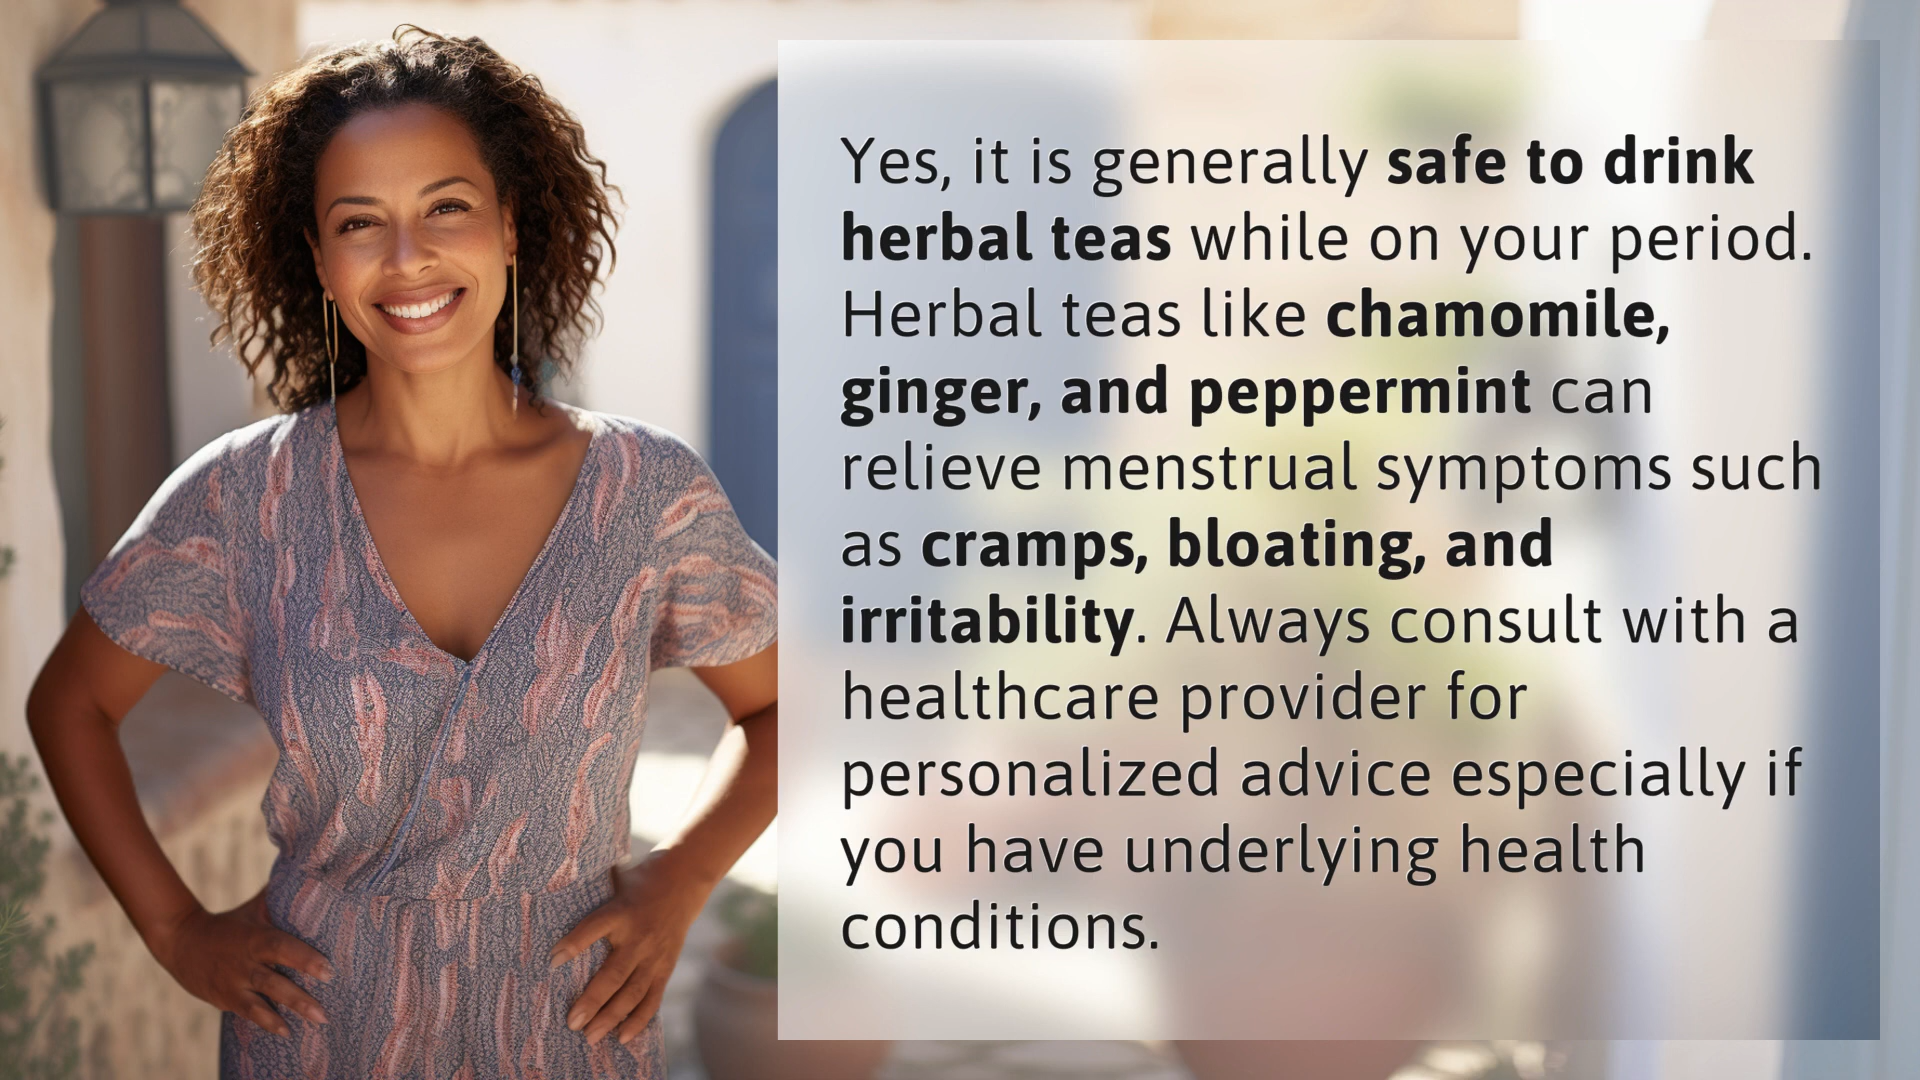 Yes, it is generally safe to drink
herbal teas while on your period.
Herbal teas like chamomile,
ginger, and peppermint can
relieve menstrual symptoms such
as cramps, bloating, and
irritability. Always consult with a
healthcare provider for
personalized advice especially if
you have underlying health
conditions.